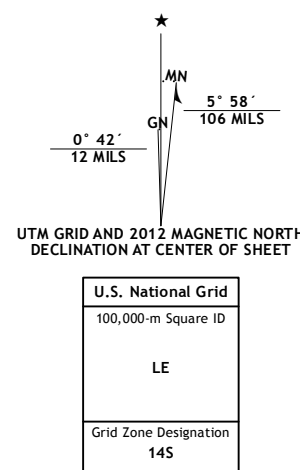 ★
MN
GN
5° 58´
106 MILS
0° 42´
12 MILS
UTM GRID AND 2012 MAGNETIC NORTH
DECLINATION AT CENTER OF SHEET
U.S. National Grid
100,000-m Square ID
LE
Grid Zone Designation
14S